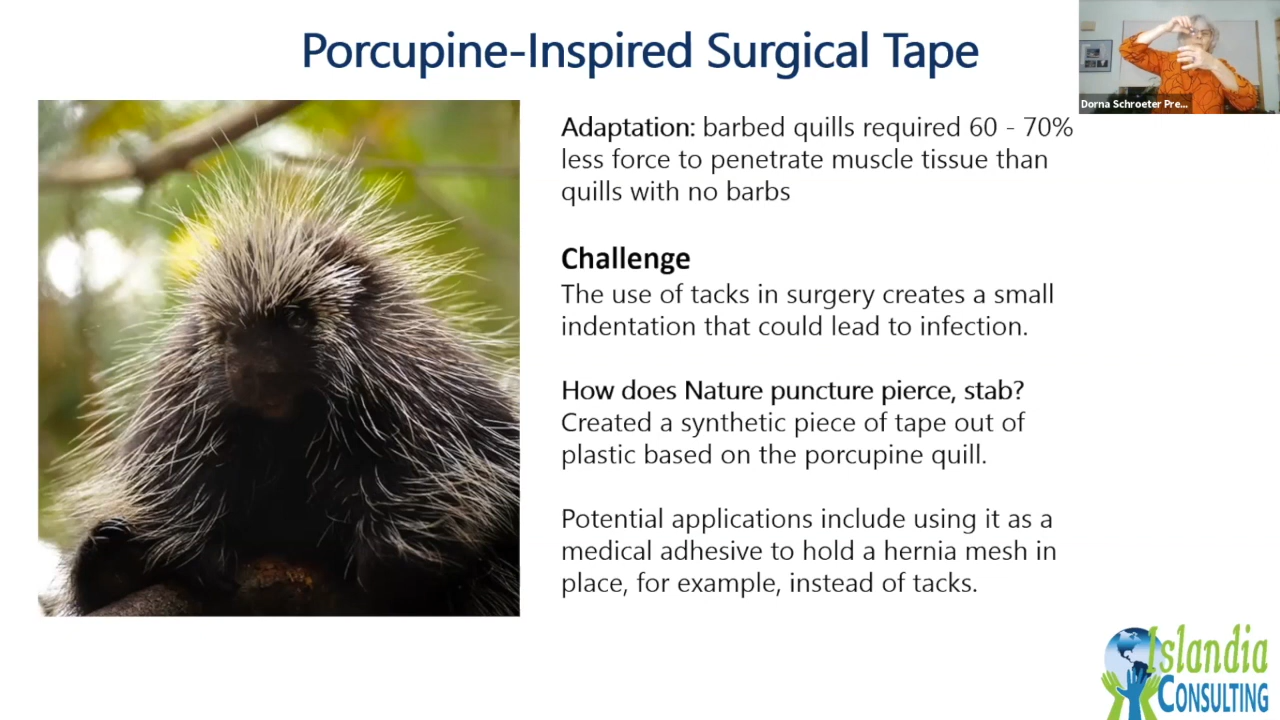 Porcupine-Inspired Surgical Tape
Dorna Schroeter Pre...
Adaptation: barbed quills required 60 - 70%
less force to penetrate muscle tissue than
quills with no barbs
Challenge
The use of tacks in surgery creates a small
indentation that could lead to infection.
How does Nature puncture pierce, stab?
Created a synthetic piece of tape out of
plastic based on the porcupine quill.
Potential applications include using it as a
medical adhesive to hold a hernia mesh in
place, for example, instead of tacks.
Islandia
CONSULTING